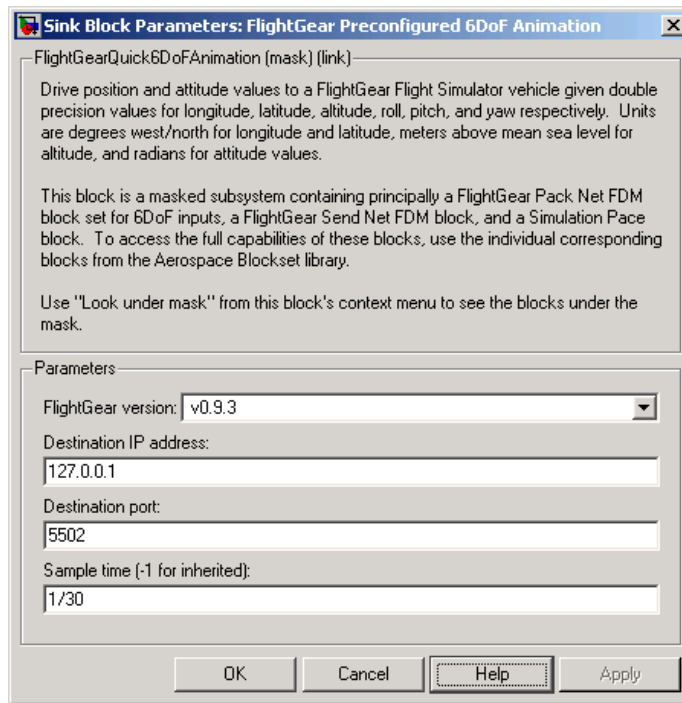 Sink Block Parameters: FlightGear Preconfigured 6DoF Animation
FlightGearQuick6DoFAnimation (mask) (link)
Drive position and attitude values to a FlightGear Flight Simulator vehicle given double
precision values for longitude, latitude, altitude, roll, pitch, and yaw respectively.  Units
are degrees west/north for longitude and latitude, meters above mean sea level for
altitude, and radians for attitude values.
This block is a masked subsystem containing principally a FlightGear Pack Net FDM
block set for 6DoF inputs, a FlightGear Send Net FDM block, and a Simulation Pace
block.  To access the full capabilities of these blocks, use the individual corresponding
blocks from the Aerospace Blockset library.
Use "Look under mask" from this block's context menu to see the blocks under the
mask.
Parameters
FlightGear version: v0.9.3
Destination IP address:
127.0.0.1
Destination port:
5502
Sample time (-1 for inherited):
1/30
OK Cancel Help Apply